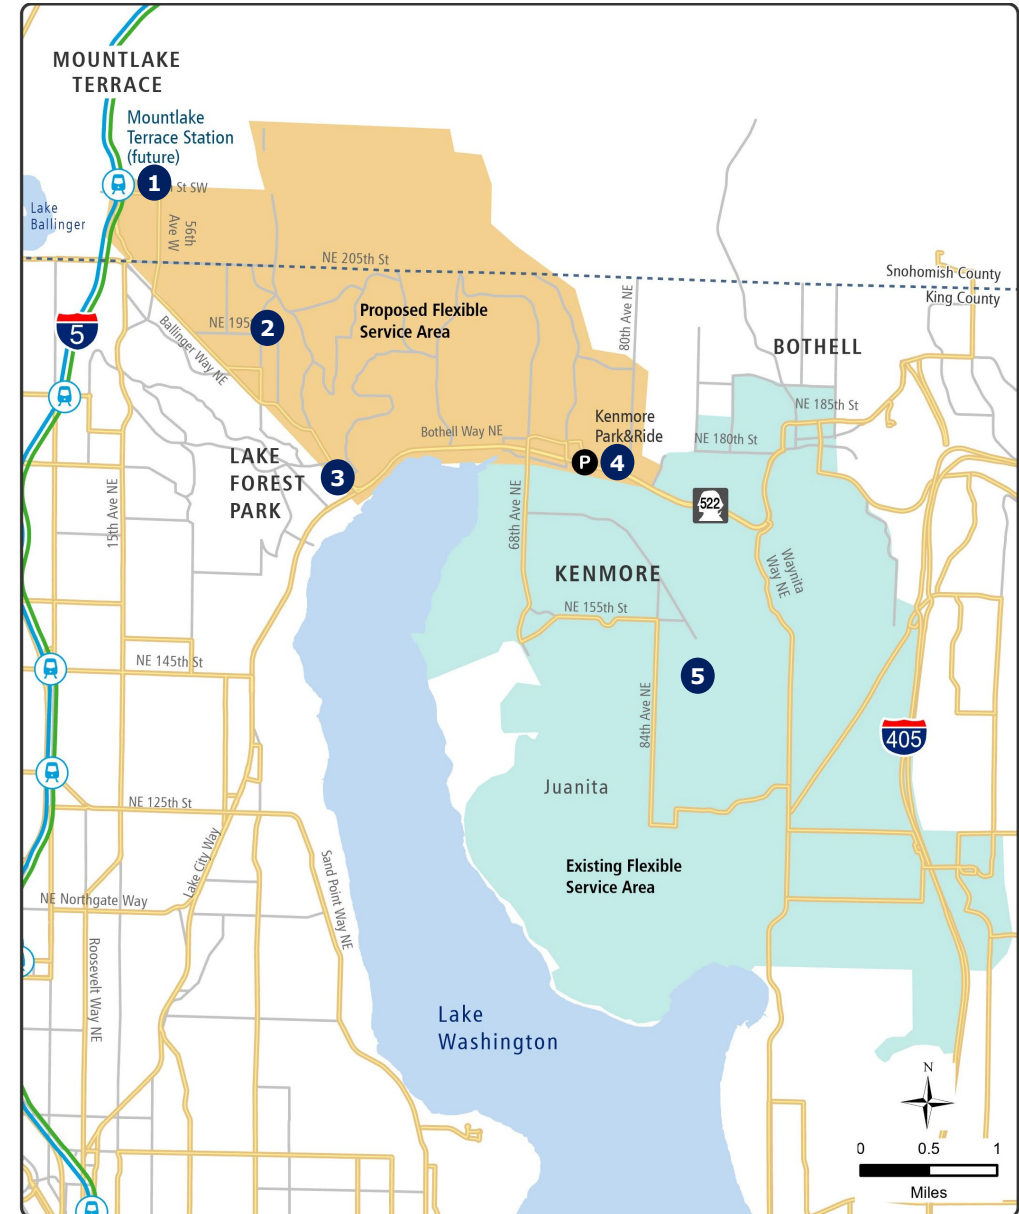 MOUNTLAKE
TERRACE
Mountlake
Terrace Station
(future)
1
St SW
Lake
Ballinger
56th
Ave W
NE 205th St
Snohomish County
King County
5
Ballinger Way NE
NE 195
2
Proposed Flexible
Service Area
80th Ave NE
BOTHELL
NE 185th St
Kenmore
Park&Ride
Bothell Way NE
NE 180th St
P
4
LAKE
FOREST
PARK
3
522
15th Ave NE
68th Ave NE
KENMORE
Waynita
Way NE
NE 155th St
NE 145th St
5
84th Ave NE
405
Juanita
NE 125th St
Lake City Way
Sand Point Way NE
Existing Flexible
Service Area
NE Northgate Way
Roosevelt Way NE
Lake
Washington
N
0 0.5 1
Miles